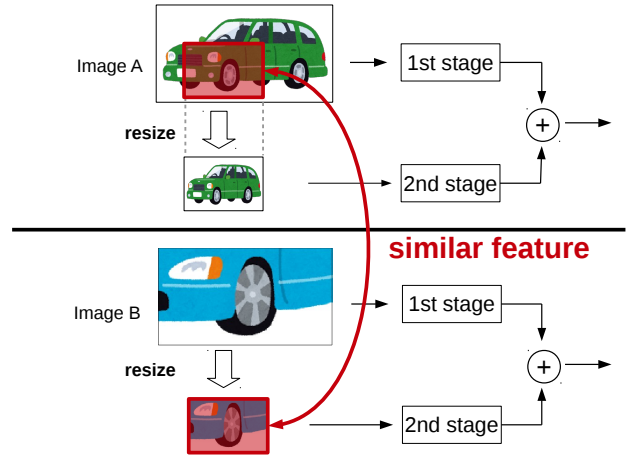 Image A
1st stage
+
resize
2nd stage
similar feature
Image B
1st stage
+
resize
2nd stage